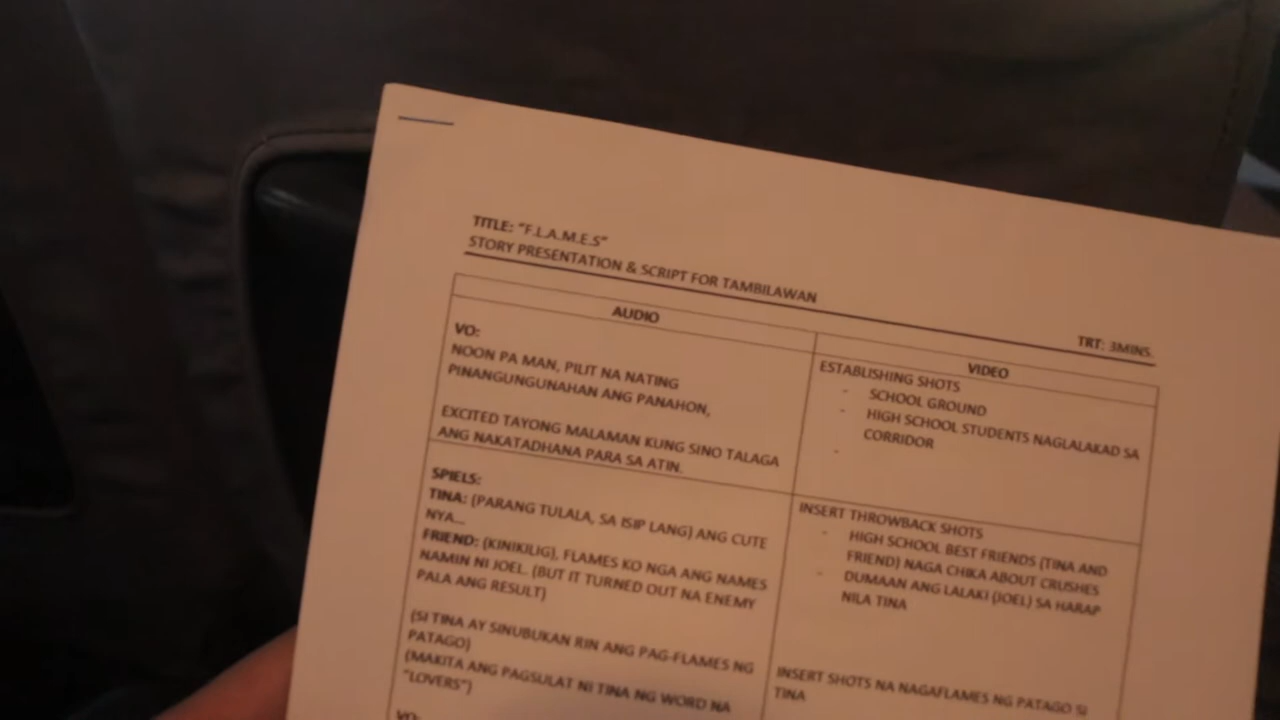 TITLE: "F.L.A.M.E.S"
STORY PRESENTATION & SCRIPT FOR TAMBILAWAN
TRT: 3MINS.
AUDIO
VO:
NOON PA MAN, PILIT NA NATING
PINANGUNGUNAHAN ANG PANAHON,
EXCITED TAYONG MALAMAN KUNG SINO TALAGA
ANG NAKATADHANA PARA SA ATIN.
VIDEO
ESTABLISHING SHOTS
- SCHOOL GROUND
- HIGH SCHOOL STUDENTS NAGLALAKAD SA
CORRIDOR
-
SPIELS:
TINA: (PARANG TULALA, SA ISIP LANG) ANG CUTE
NYA...
FRIEND: (KINIKILIG), FLAMES KO NGA ANG NAMES
NAMIN NI JOEL. (BUT IT TURNED OUT NA ENEMY
PALA ANG RESULT)
(SI TINA AY SINUBUKAN RIN ANG PAG-FLAMES NG
PATAGO)
(MAKITA ANG PAGSULAT NI TINA NG WORD NA
"LOVERS")
VO:
INSERT THROWBACK SHOTS
- HIGH SCHOOL BEST FRIENDS (TINA AND
FRIEND) NAGA CHIKA ABOUT CRUSHES
- DUMAAN ANG LALAKI (JOEL) SA HARAP
NILA TINA
INSERT SHOTS NA NAGAFLAMES NG PATAGO SI
TINA